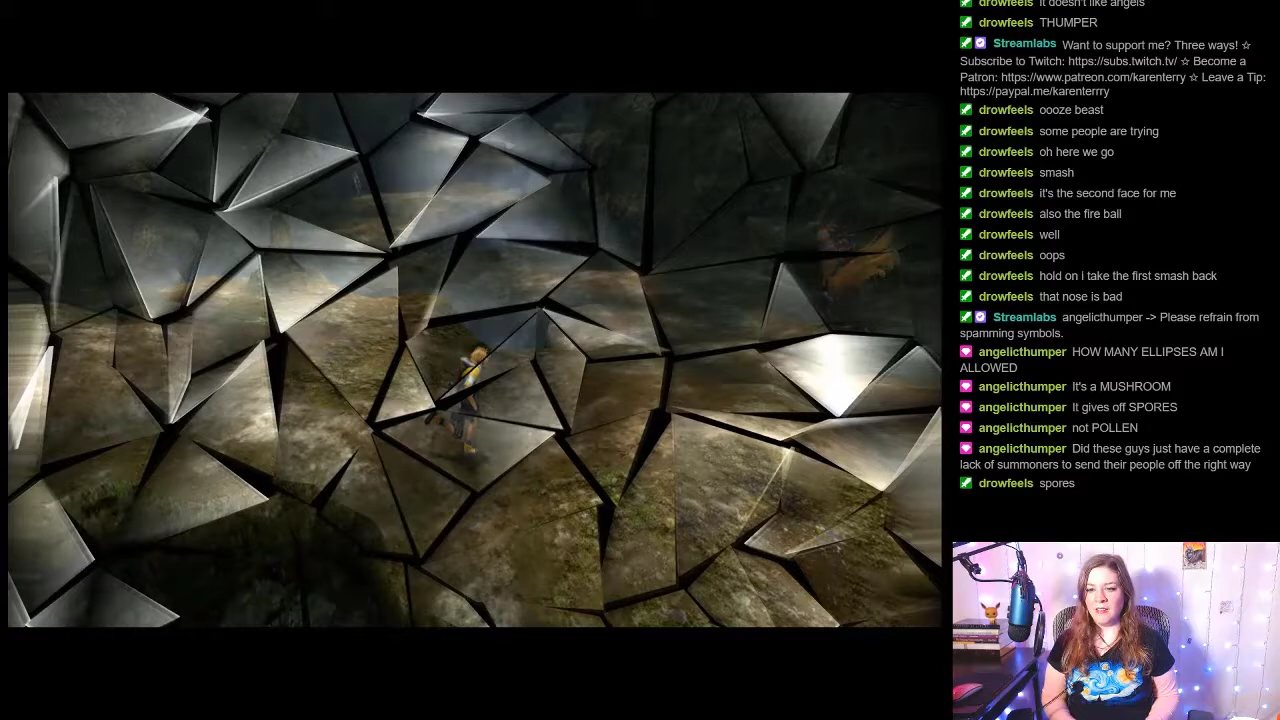 drowfeels it doesn't like angels
drowfeels THUMPER
Streamlabs Want to support me? Three ways! ☆
Subscribe to Twitch: https://subs.twitch.tv/ ☆ Become a
Patron: https://www.patreon.com/karenterry ☆ Leave a Tip:
https://paypal.me/karenterrry
drowfeels oooze beast
drowfeels some people are trying
drowfeels oh here we go
drowfeels smash
drowfeels it's the second face for me
drowfeels also the fire ball
drowfeels well
drowfeels oops
drowfeels hold on i take the first smash back
drowfeels that nose is bad
Streamlabs angelicthumper -> Please refrain from
spamming symbols.
angelicthumper HOW MANY ELLIPSES AM I
ALLOWED
angelicthumper It's a MUSHROOM
angelicthumper It gives off SPORES
angelicthumper not POLLEN
angelicthumper Did these guys just have a complete
lack of summoners to send their people off the right way
drowfeels spores